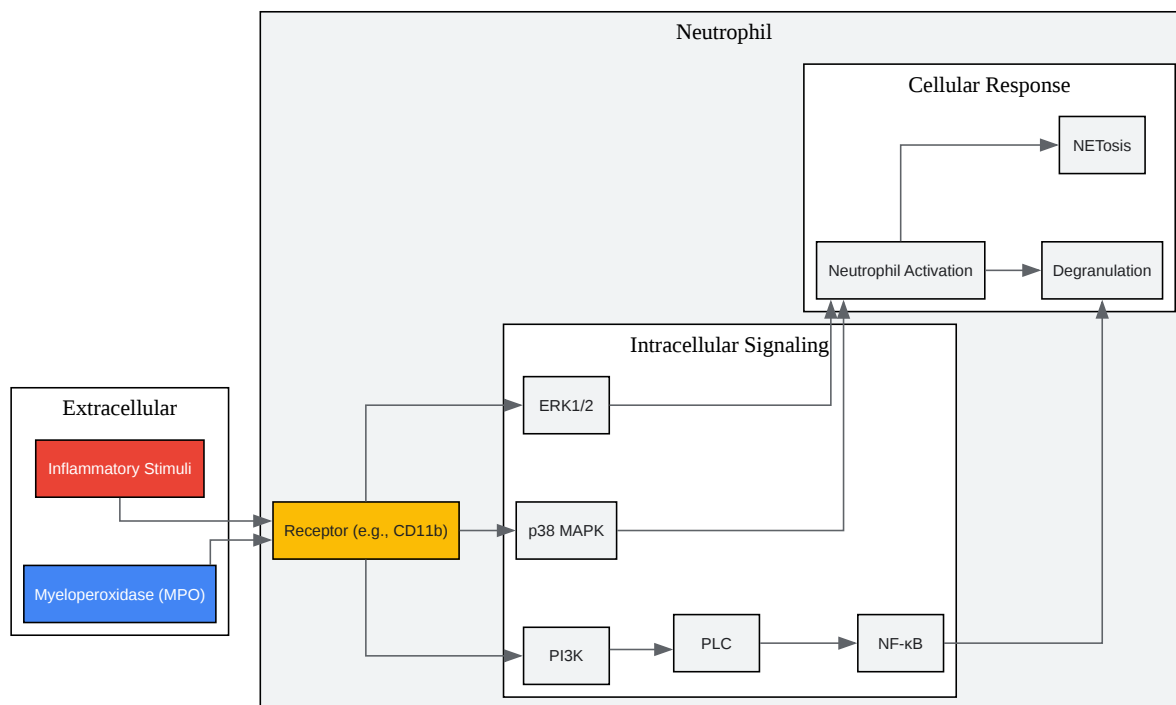 Neutrophil
Cellular Response
NETosis
Neutrophil Activation
Degranulation
Intracellular Signaling
ERK1/2
Extracellular
Inflammatory Stimuli
Receptor (e.g., CD11b)
p38 MAPK
Myeloperoxidase (MPO)
PI3K
PLC
NF-κB